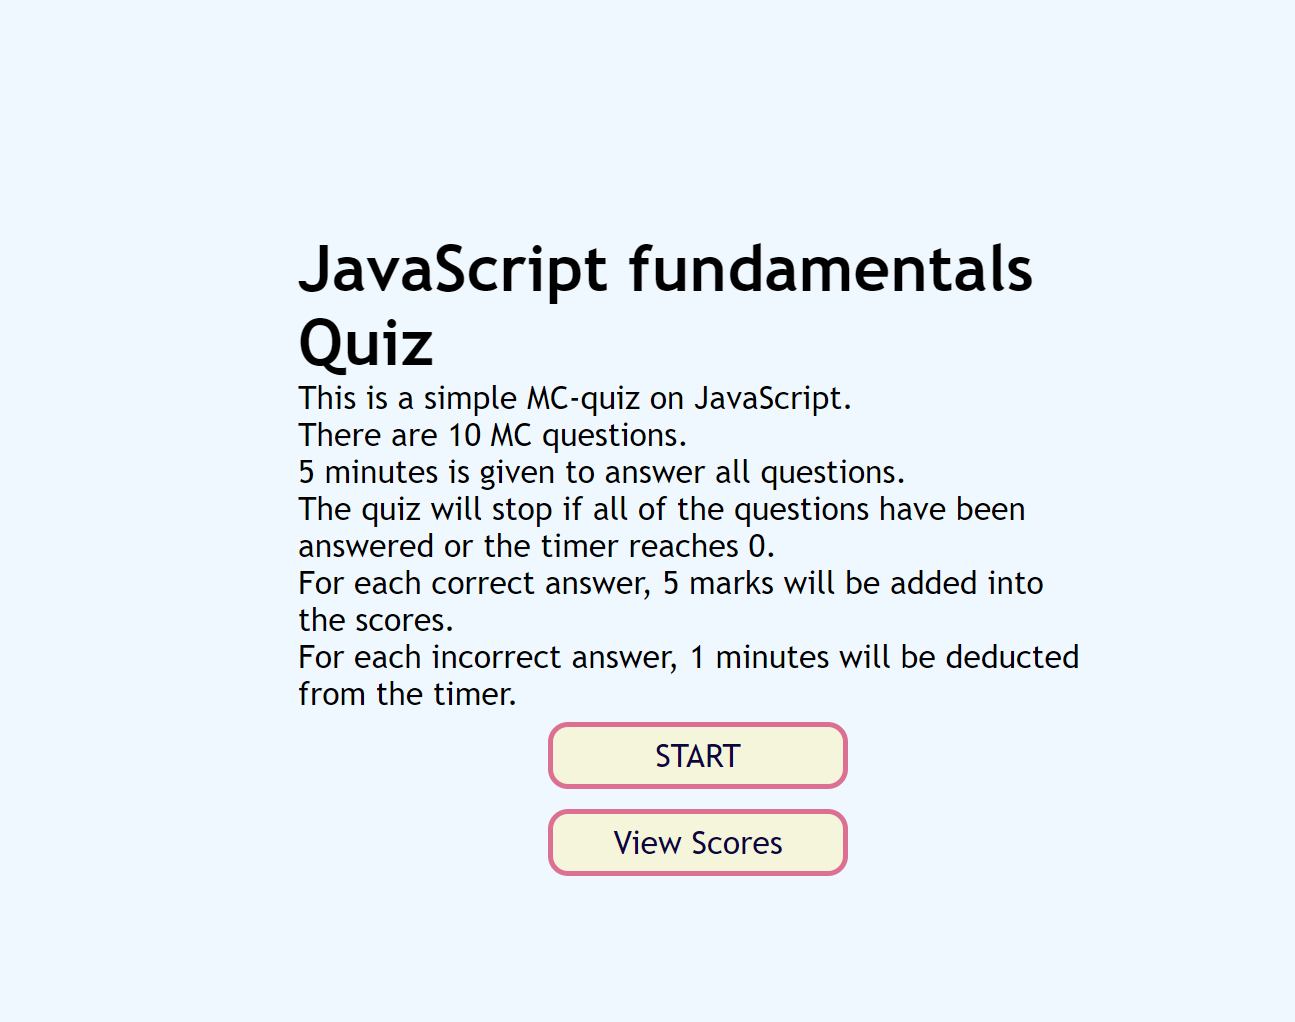 JavaScript fundamentals
Quiz
This is a simple MC-quiz on JavaScript.
There are 10 MC questions.
5 minutes is given to answer all questions.
The quiz will stop if all of the questions have been
answered or the timer reaches 0.
For each correct answer, 5 marks will be added into
the scores.
For each incorrect answer, 1 minutes will be deducted
from the timer.
START
View Scores